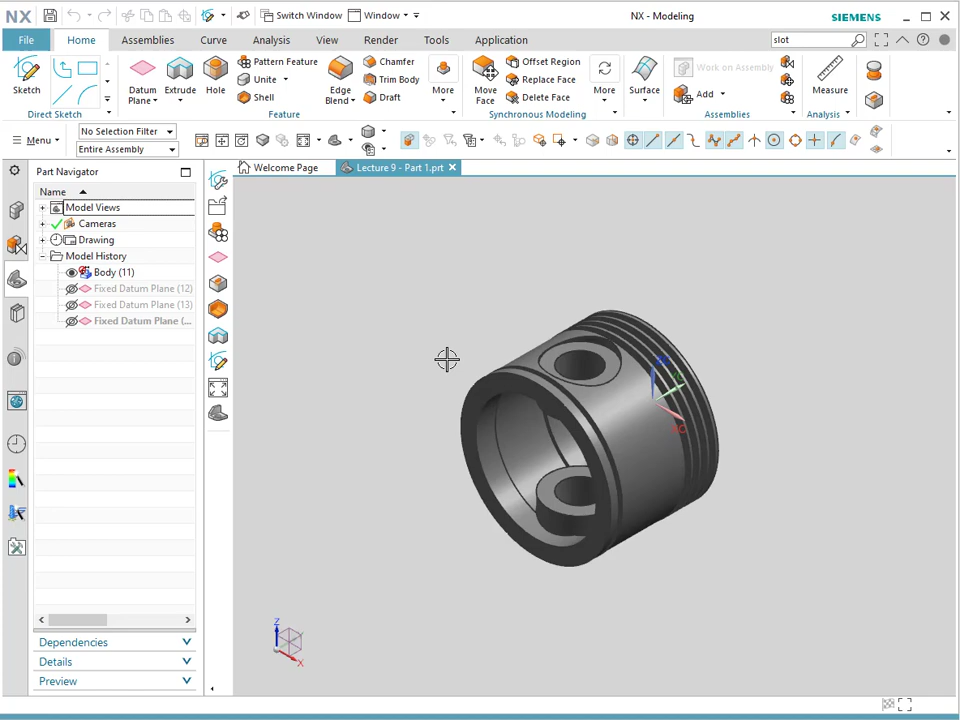 NX
Switch Window
Window
NX - Modeling
SIEMENS
File
Home
Assemblies
Curve
Analysis
View
Render
Tools
Application
slot
Sketch
Direct Sketch
Datum
Plane
Extrude
Hole
Pattern Feature
Unite
Shell
Edge
Blend
Chamfer
Trim Body
Draft
More
Feature
Move
Face
Offset Region
Replace Face
Delete Face
More
Synchronous Modeling
Surface
Work on Assembly
Add
Assemblies
Measure
Analysis
Menu
No Selection Filter
Entire Assembly
Part Navigator
Welcome Page
Lecture 9 - Part 1.prt
Name
Model Views
Cameras
Drawing
Model History
Body (11)
Fixed Datum Plane (12)
Fixed Datum Plane (13)
Fixed Datum Plane (...
Dependencies
Details
Preview
Z
X